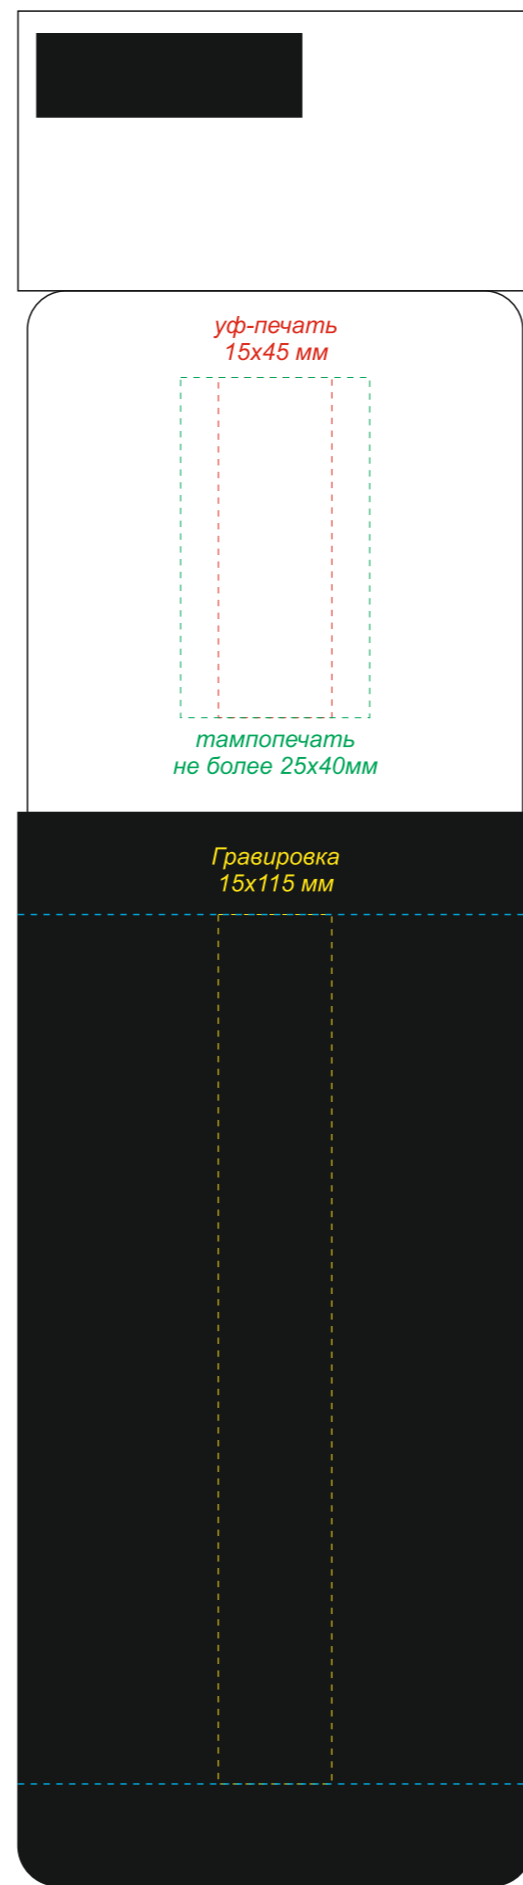 уф-печать
15х45 мм
тампопечать
не более 25х40мм
Гравировка
15х115 мм